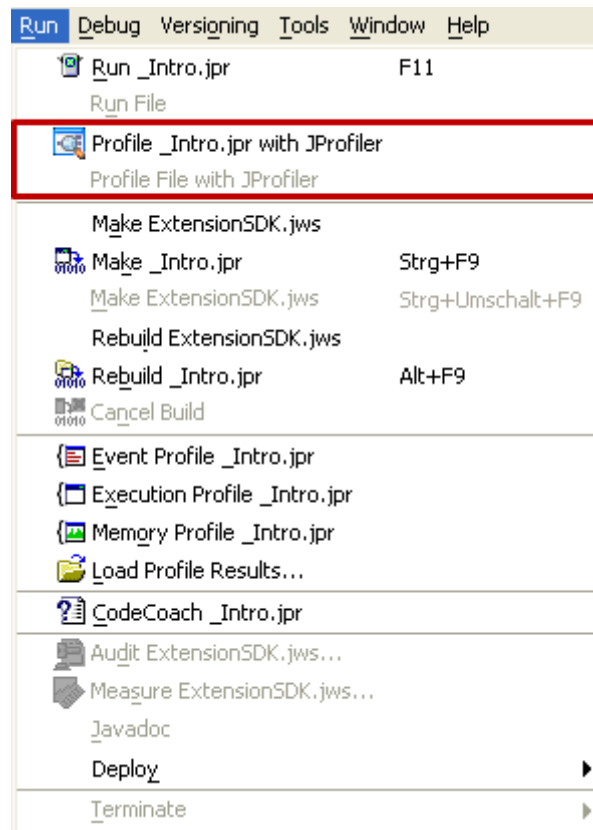 Run Debug Versioning Tools Window Help
Run _Intro.jpr F11
Run File
Profile _Intro.jpr with JProfiler
Profile File with JProfiler
Make ExtensionSDK.jws
Make _Intro.jpr Strg+F9
Make ExtensionSDK.jws Strg+Umschalt+F9
Rebuild ExtensionSDK.jws
Rebuild _Intro.jpr Alt+F9
Cancel Build
Event Profile _Intro.jpr
Execution Profile _Intro.jpr
Memory Profile _Intro.jpr
Load Profile Results...
CodeCoach _Intro.jpr
Audit ExtensionSDK.jws...
Measure ExtensionSDK.jws...
Javadoc
Deploy
Terminate